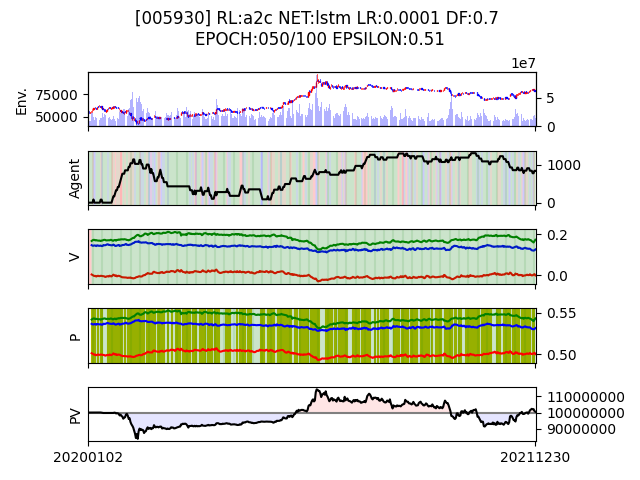 [005930] RL:a2c NET:lstm LR:0.0001 DF:0.7
EPOCH:050/100 EPSILON:0.51
1e7
Env.
75000
50000
5
0
Agent
1000
0
V
0.2
0.0
P
0.55
0.50
PV
110000000
100000000
90000000
20200102
20211230